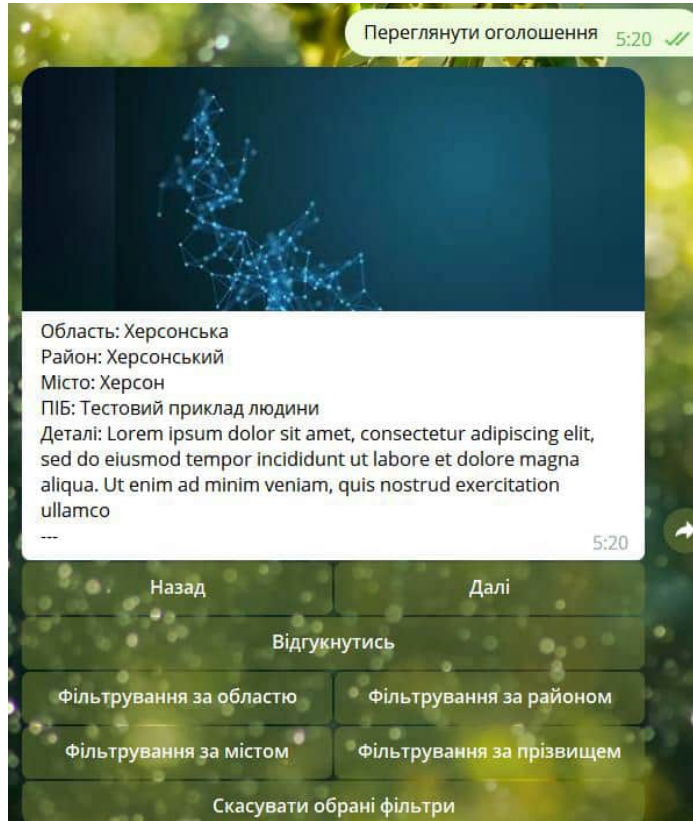 Переглянути оголошення 5:20
Область: Херсонська
Район: Херсонський
Місто: Херсон
ПІБ: Тестовий приклад людини
Деталі: Lorem ipsum dolor sit amet, consectetur adipiscing elit,
sed do eiusmod tempor incididunt ut labore et dolore magna
aliqua. Ut enim ad minim veniam, quis nostrud exercitation
ullamco
---
5:20
Назад Далі
Відгукнутись
Фільтрування за областю Фільтрування за районом
Фільтрування за містом Фільтрування за прізвищем
Скасувати обрані фільтри